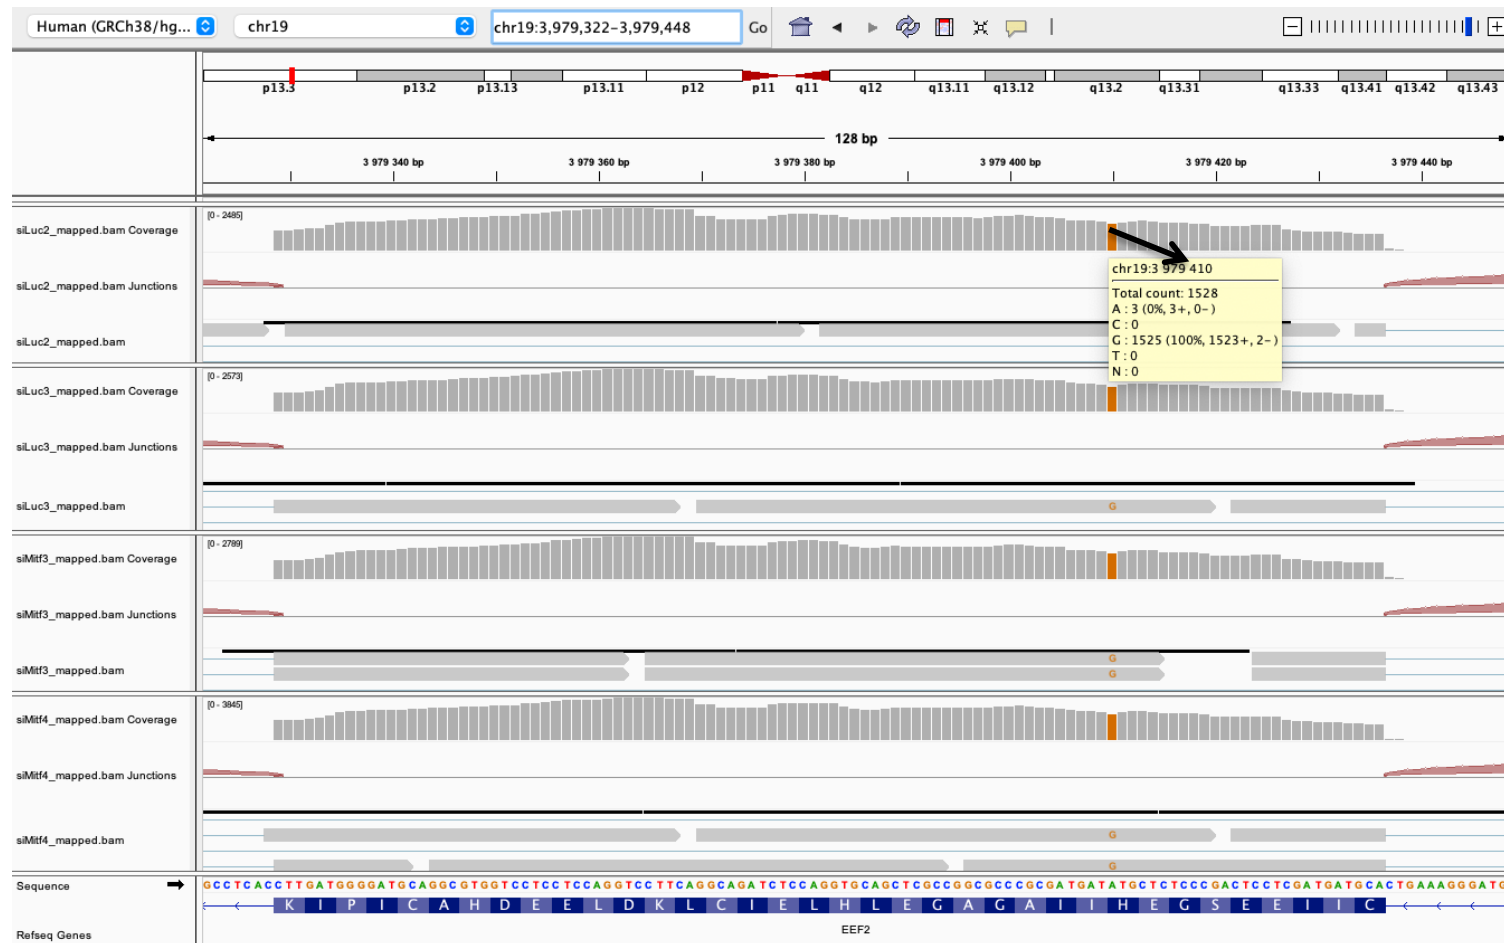 Human (GRCh38/hg...
chr19
chr19:3,979,322-3,979,448
Go
p13.3 p13.2 p13.13 p13.11 p12 p11 q11 q12 q13.11 q13.12 q13.2 q13.31 q13.33 q13.41 q13.42 q13.43
128 bp
3 979 340 bp 3 979 360 bp 3 979 380 bp 3 979 400 bp 3 979 420 bp 3 979 440 bp
siLuc2_mapped.bam Coverage
[0 - 2485]
chr19:3 979 410
Total count: 1528
A : 3 (0%, 3+, 0- )
C : 0
G : 1525 (100%, 1523+, 2- )
T : 0
N : 0
siLuc2_mapped.bam Junctions
siLuc2_mapped.bam
siLuc3_mapped.bam Coverage
[0 - 2573]
siLuc3_mapped.bam Junctions
siLuc3_mapped.bam
G
siMitf3_mapped.bam Coverage
[0 - 2789]
siMitf3_mapped.bam Junctions
siMitf3_mapped.bam
G
G
siMitf4_mapped.bam Coverage
[0 - 3845]
siMitf4_mapped.bam Junctions
siMitf4_mapped.bam
G
G
Sequence
GCCTCACCTTGATGGGGATGCAGGCGTGGTCCTCCTCCAGGTCCTTCAGGCAGATCTCCAGGTGCAGCTCGCCGGCGCCCGCGATGATATGCTCTCCCGACTCCTCGATGATGCACTGAAAGGGATG
K I P I C A H D E E L D K L C I E L H L E G A G A I I H E G S E E I I C
Refseq Genes
EEF2